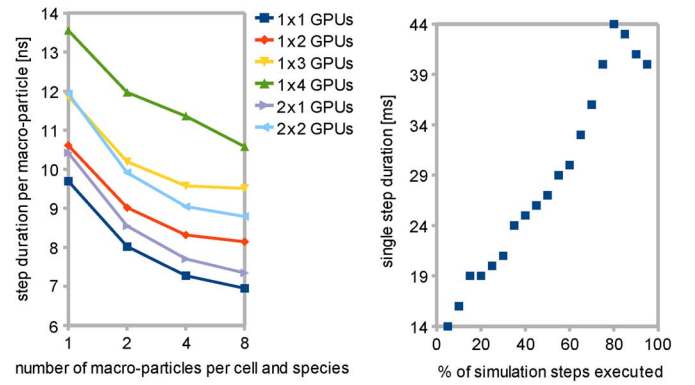 step duration per macro-particle [ns]
14
13
12
11
10
9
8
7
6
1 2 4 8
number of macro-particles per cell and species
1x1 GPUs
1x2 GPUs
1x3 GPUs
1x4 GPUs
2x1 GPUs
2x2 GPUs
single step duration [ms]
44
39
34
29
24
19
14
0 20 40 60 80 100
% of simulation steps executed